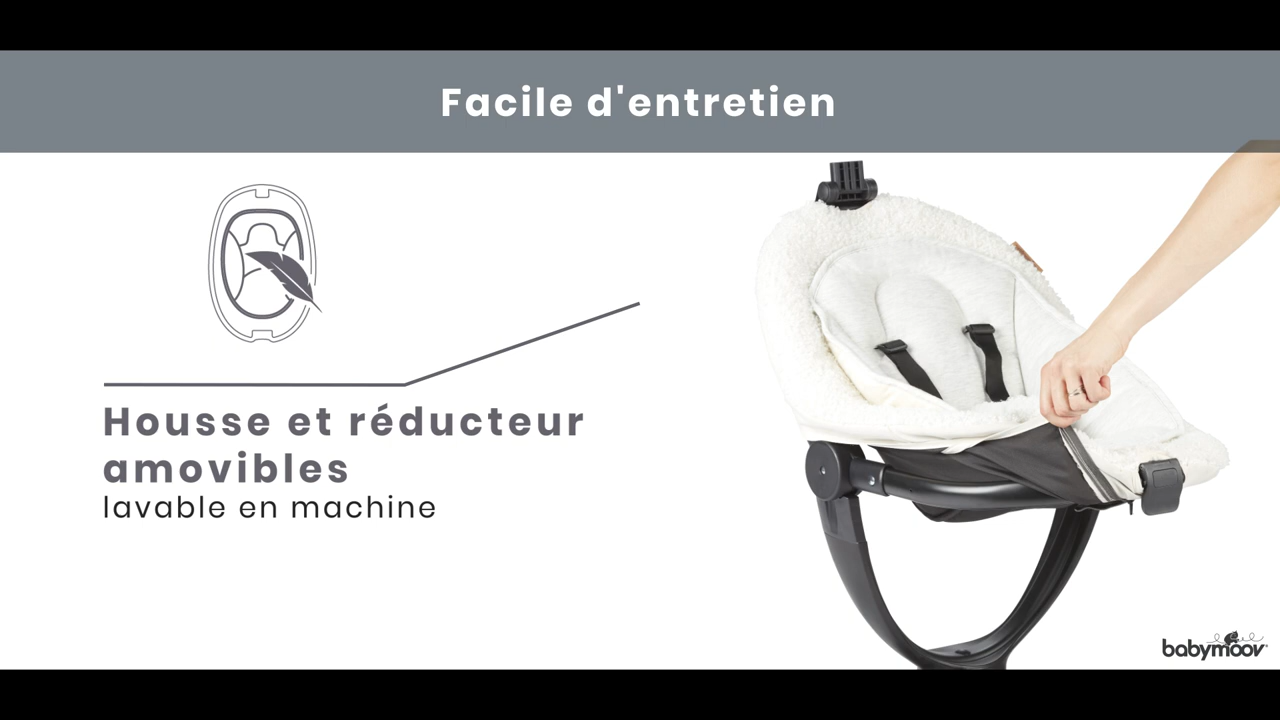 Facile d'entretien
Housse et réducteur
amovibles
lavable en machine
babymoov